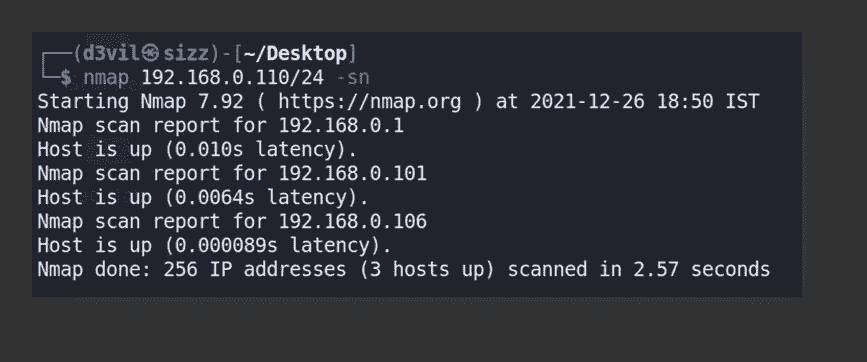 ┌──(d3vil㉿sizz)-[~/Desktop]
└─$ nmap 192.168.0.110/24 -sn
Starting Nmap 7.92 ( https://nmap.org ) at 2021-12-26 18:50 IST
Nmap scan report for 192.168.0.1
Host is up (0.010s latency).
Nmap scan report for 192.168.0.101
Host is up (0.0064s latency).
Nmap scan report for 192.168.0.106
Host is up (0.000089s latency).
Nmap done: 256 IP addresses (3 hosts up) scanned in 2.57 seconds